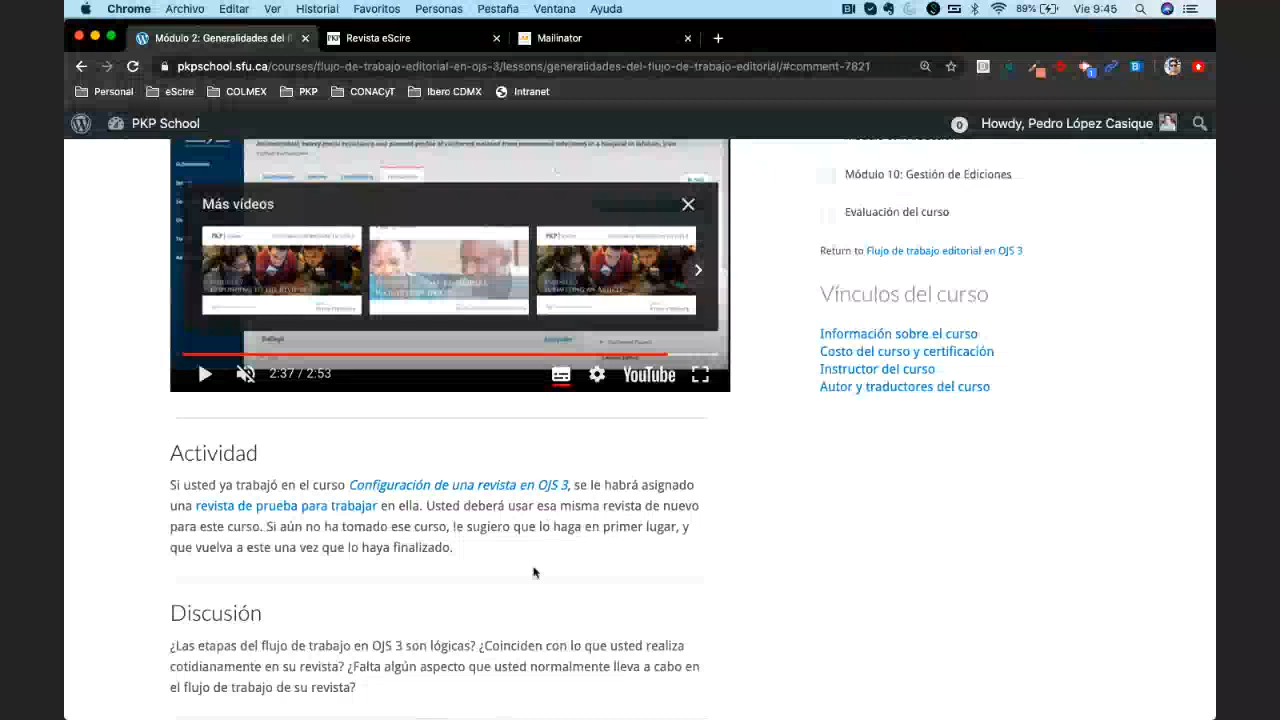 Chrome Archivo Editar Ver Historial Favoritos Personas Pestaña Ventana Ayuda 89% Vie 9:45
Módulo 2: Generalidades del Revista eScire Mailinator
pkpschool.sfu.ca/courses/flujo-de-trabajo-editorial-en-ojs-3/lessons/generalidades-del-flujo-de-trabajo-editorial/#comment-7821
Personal eScire COLMEX PKP CONACyT Ibero CDMX Intranet
PKP School 0 Howdy, Pedro López Casique
Más vídeos
2:37 / 2:53 YouTube
Módulo 10: Gestión de Ediciones
Evaluación del curso
Return to Flujo de trabajo editorial en OJS 3
Vínculos del curso
Información sobre el curso
Costo del curso y certificación
Instructor del curso
Autor y traductores del curso
Actividad
Si usted ya trabajó en el curso Configuración de una revista en OJS 3, se le habrá asignado
una revista de prueba para trabajar en ella. Usted deberá usar esa misma revista de nuevo
para este curso. Si aún no ha tomado ese curso, le sugiero que lo haga en primer lugar, y
que vuelva a este una vez que lo haya finalizado.
Discusión
¿Las etapas del flujo de trabajo en OJS 3 son lógicas? ¿Coinciden con lo que usted realiza
cotidianamente en su revista? ¿Falta algún aspecto que usted normalmente lleva a cabo en
el flujo de trabajo de su revista?